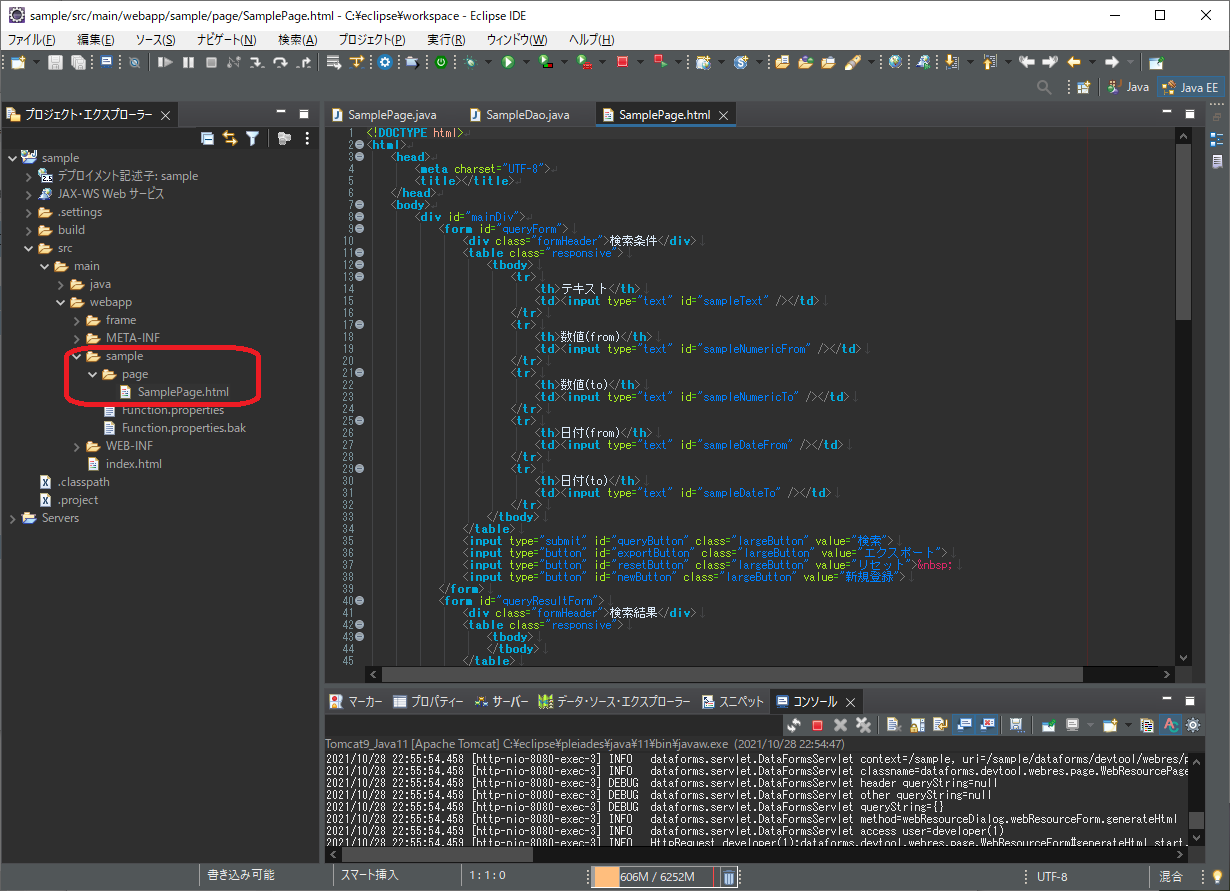 sample/src/main/webapp/sample/page/SamplePage.html - C:¥eclipse¥workspace - Eclipse IDE
ファイル(F) 編集(E) ソース(S) ナビゲート(N) 検索(A) プロジェクト(P) 実行(R) ウィンドウ(W) ヘルプ(H)
Java Java EE
プロジェクト・エクスプローラー
sample
デプロイメント記述子: sample
JAX-WS Web サービス
.settings
build
src
main
java
webapp
frame
META-INF
sample
page
SamplePage.html
Function.properties
Function.properties.bak
WEB-INF
index.html
.classpath
.project
Servers
SamplePage.java SampleDao.java SamplePage.html
1 <!DOCTYPE html>
2 <html>
3 <head>
4 <meta charset="UTF-8">
5 <title></title>
6 </head>
7 <body>
8 <div id="mainDiv">
9 <form id="queryForm">
10 <div class="formHeader">検索条件</div>
11 <table class="responsive">
12 <tbody>
13 <tr>
14 <th>テキスト</th>
15 <td><input type="text" id="sampleText" /></td>
16 </tr>
17 <tr>
18 <th>数値(from)</th>
19 <td><input type="text" id="sampleNumericFrom" /></td>
20 </tr>
21 <tr>
22 <th>数値(to)</th>
23 <td><input type="text" id="sampleNumericTo" /></td>
24 </tr>
25 <tr>
26 <th>日付(from)</th>
27 <td><input type="text" id="sampleDateFrom" /></td>
28 </tr>
29 <tr>
30 <th>日付(to)</th>
31 <td><input type="text" id="sampleDateTo" /></td>
32 </tr>
33 </tbody>
34 </table>
35 <input type="submit" id="queryButton" class="largeButton" value="検索">
36 <input type="button" id="exportButton" class="largeButton" value="エクスポート">
37 <input type="button" id="resetButton" class="largeButton" value="リセット">&nbsp;
38 <input type="button" id="newButton" class="largeButton" value="新規登録">
39 </form>
40 <form id="queryResultForm">
41 <div class="formHeader">検索結果</div>
42 <table class="responsive">
43 <tbody>
44 </tbody>
45 </table>
マーカー プロパティー サーバー データ・ソース・エクスプローラー スニペット コンソール
Tomcat9_Java11 [Apache Tomcat] C:¥eclipse¥pleiades¥java¥11¥bin¥javaw.exe (2021/10/28 22:54:47)
2021/10/28 22:55:54.458 [http-nio-8080-exec-3] INFO dataforms.servlet.DataFormsServlet context=/sample, uri=/sample/dataforms/devtool/webres/p
2021/10/28 22:55:54.458 [http-nio-8080-exec-3] INFO dataforms.servlet.DataFormsServlet classname=dataforms.devtool.webres.page.WebResourcePage
2021/10/28 22:55:54.458 [http-nio-8080-exec-3] DEBUG dataforms.servlet.DataFormsServlet header queryString=null
2021/10/28 22:55:54.458 [http-nio-8080-exec-3] DEBUG dataforms.servlet.DataFormsServlet other queryString=null
2021/10/28 22:55:54.458 [http-nio-8080-exec-3] DEBUG dataforms.servlet.DataFormsServlet queryString={}
2021/10/28 22:55:54.458 [http-nio-8080-exec-3] INFO dataforms.servlet.DataFormsServlet method=webResourceDialog.webResourceForm.generateHtml
2021/10/28 22:55:54.459 [http-nio-8080-exec-3] INFO dataforms.servlet.DataFormsServlet access user=developer(1)
2021/10/28 22:55:54.459 [http-nio-8080-exec-3] INFO HttpRequest developer(1):dataforms.devtool.webres.page.WebResourceForm#generateHtml start.
書き込み可能 スマート挿入 1 : 1 : 0 606M / 6252M UTF-8 混合